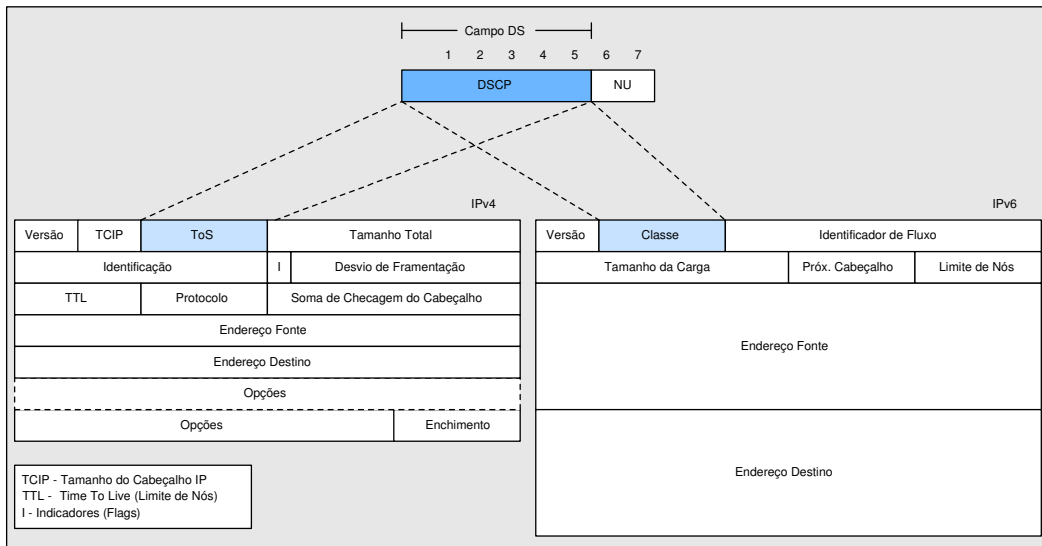 Campo DS
1 2 3 4 5 6 7
DSCP NU
IPv4
Versão TCIP ToS Tamanho Total
Identificação I Desvio de Framentação
TTL Protocolo Soma de Checagem do Cabeçalho
Endereço Fonte
Endereço Destino
Opções
Opções Enchimento
TCIP - Tamanho do Cabeçalho IP
TTL - Time To Live (Limite de Nós)
I - Indicadores (Flags)
IPv6
Versão Classe Identificador de Fluxo
Tamanho da Carga Próx. Cabeçalho Limite de Nós
Endereço Fonte
Endereço Destino